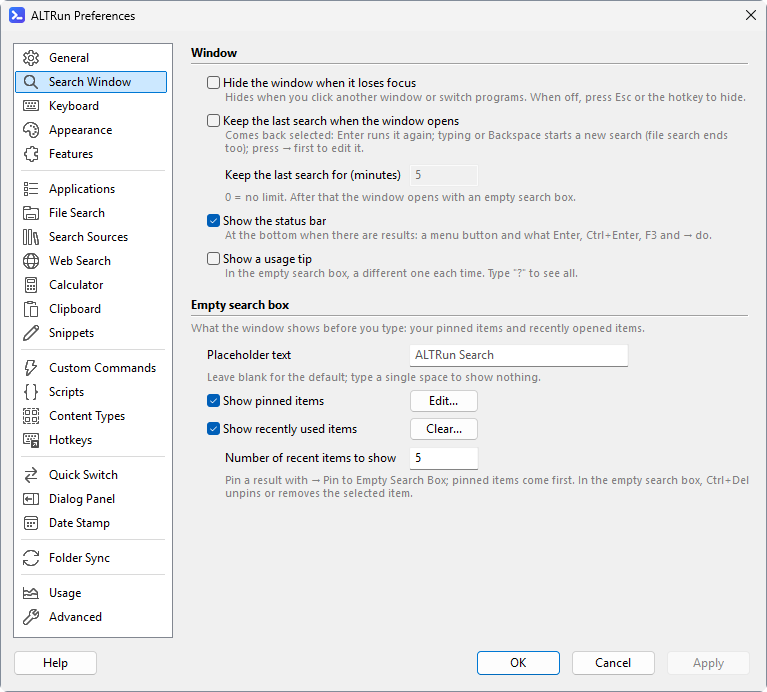 ALTRun Preferences
General
Search Window
Keyboard
Appearance
Features
Applications
File Search
Search Sources
Web Search
Calculator
Clipboard
Snippets
Custom Commands
Scripts
Content Types
Hotkeys
Quick Switch
Dialog Panel
Date Stamp
Folder Sync
Usage
Advanced
Window
Hide the window when it loses focus
Hides when you click another window or switch programs. When off, press Esc or the hotkey to hide.
Keep the last search when the window opens
Comes back selected: Enter runs it again; typing or Backspace starts a new search (file search ends
too); press → first to edit it.
Keep the last search for (minutes) 5
0 = no limit. After that the window opens with an empty search box.
Show the status bar
At the bottom when there are results: a menu button and what Enter, Ctrl+Enter, F3 and → do.
Show a usage tip
In the empty search box, a different one each time. Type "?" to see all.
Empty search box
What the window shows before you type: your pinned items and recently opened items.
Placeholder text ALTRun Search
Leave blank for the default; type a single space to show nothing.
Show pinned items Edit...
Show recently used items Clear...
Number of recent items to show 5
Pin a result with → Pin to Empty Search Box; pinned items come first. In the empty search box, Ctrl+Del
unpins or removes the selected item.
Help OK Cancel Apply